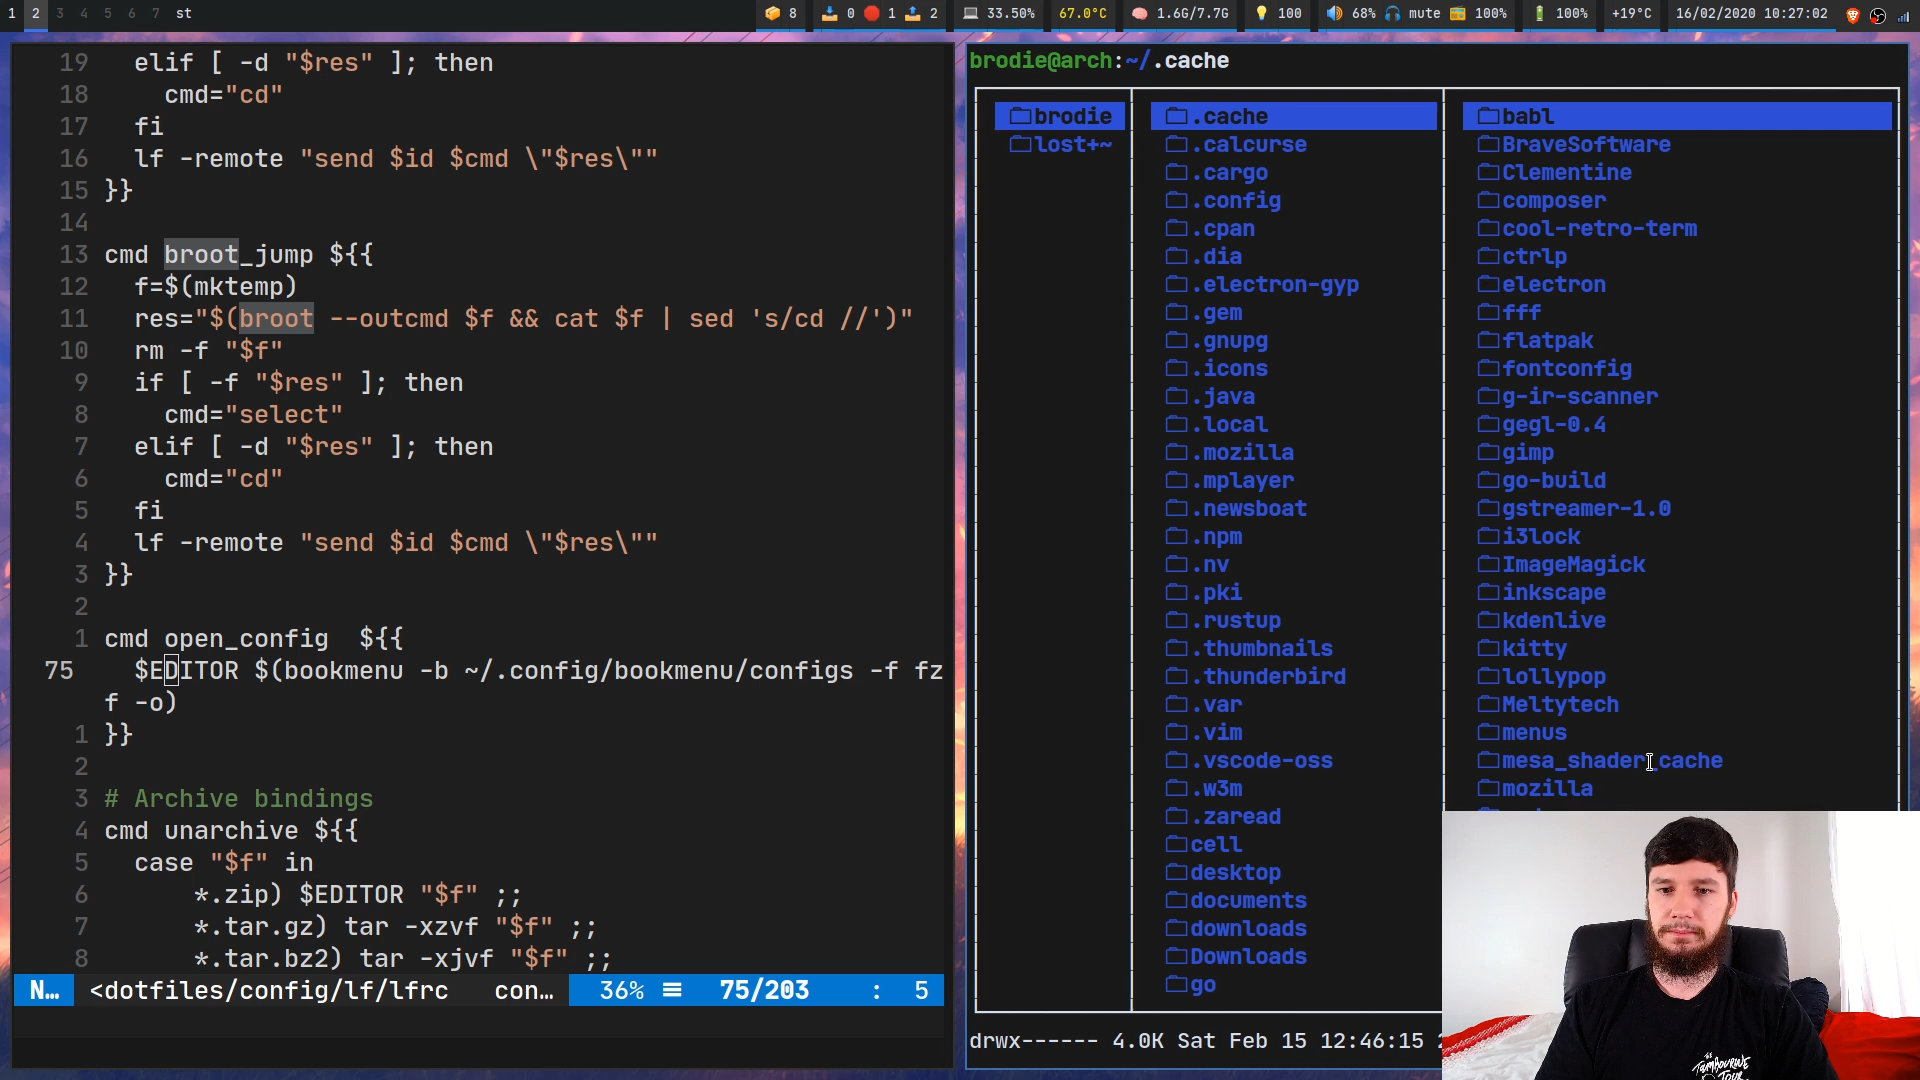 1 2 3 4 5 6 7 st
8 0 1 2 33.50% 67.0°C 1.6G/7.7G 100 68% mute 100% 100% +19°C 16/02/2020 10:27:02
19 elif [ -d "$res" ]; then
18 cmd="cd"
17 fi
16 lf -remote "send $id $cmd \"$res\""
15 }}
14
13 cmd broot_jump ${{
12 f=$(mktemp)
11 res="$(broot --outcmd $f && cat $f | sed 's/cd //')"
10 rm -f "$f"
9 if [ -f "$res" ]; then
8 cmd="select"
7 elif [ -d "$res" ]; then
6 cmd="cd"
5 fi
4 lf -remote "send $id $cmd \"$res\""
3 }}
2
1 cmd open_config ${{
75 $EDITOR $(bookmenu -b ~/.config/bookmenu/configs -f fz
f -o)
1 }}
2
3 # Archive bindings
4 cmd unarchive ${{
5 case "$f" in
6 *.zip) $EDITOR "$f" ;;
7 *.tar.gz) tar -xzvf "$f" ;;
8 *.tar.bz2) tar -xjvf "$f" ;;
N… <dotfiles/config/lf/lfrc con… 36% 75/203 : 5
brodie@arch:~/.cache
brodie
lost+~
.cache
.calcurse
.cargo
.config
.cpan
.dia
.electron-gyp
.gem
.gnupg
.icons
.java
.local
.mozilla
.mplayer
.newsboat
.npm
.nv
.pki
.rustup
.thumbnails
.thunderbird
.var
.vim
.vscode-oss
.w3m
.zaread
cell
desktop
documents
downloads
Downloads
go
babl
BraveSoftware
Clementine
composer
cool-retro-term
ctrlp
electron
fff
flatpak
fontconfig
g-ir-scanner
gegl-0.4
gimp
go-build
gstreamer-1.0
i3lock
ImageMagick
inkscape
kdenlive
kitty
lollypop
Meltytech
menus
mesa_shader_cache
mozilla
drwx------ 4.0K Sat Feb 15 12:46:15
THE
TAMBOURINE
TOUR